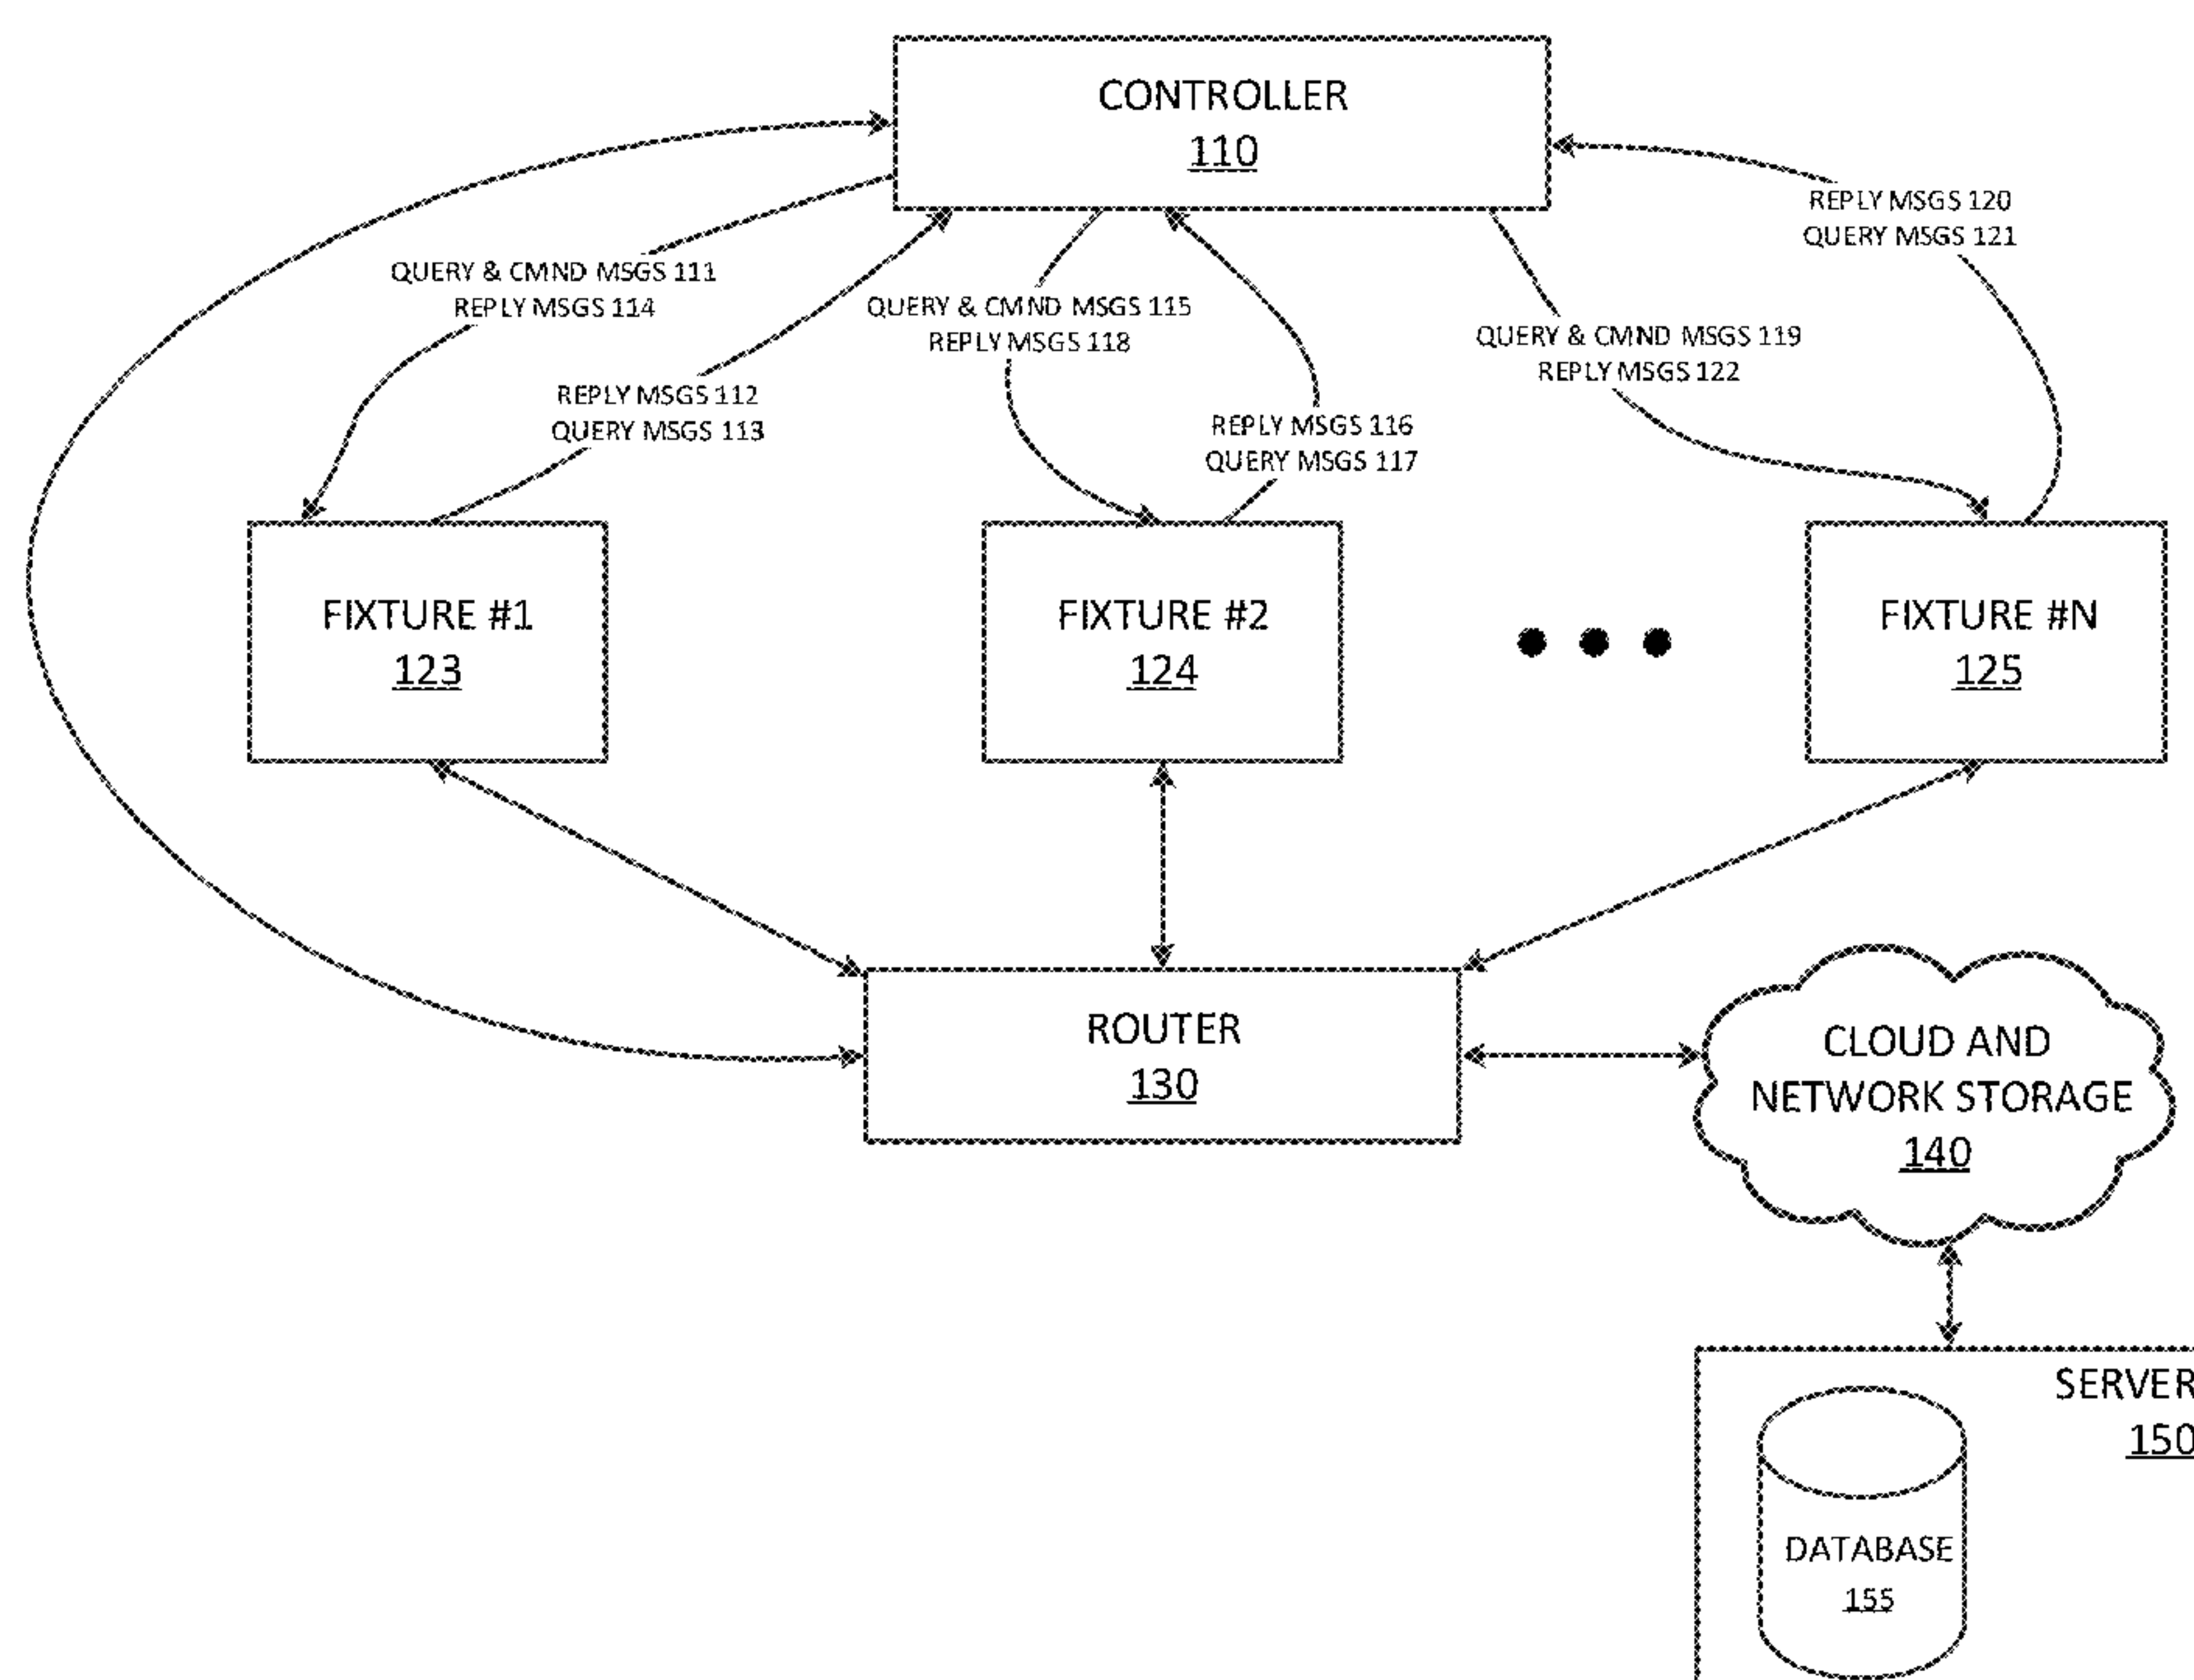 CONTROLLER
110
REPLY MSGS 120
QUERY MSGS 121
QUERY & CMND MSGS 111
REPLY MSGS 114
QUERY & CMND MSGS 115
REPLY MSGS 118
QUERY & CMND MSGS 119
REPLY MSGS 122
REPLY MSGS 112
QUERY MSGS 113
REPLY MSGS 116
QUERY MSGS 117
FIXTURE #1
123
FIXTURE #2
124
FIXTURE #N
125
ROUTER
130
CLOUD AND
NETWORK STORAGE
140
SERVER
150
DATABASE
155